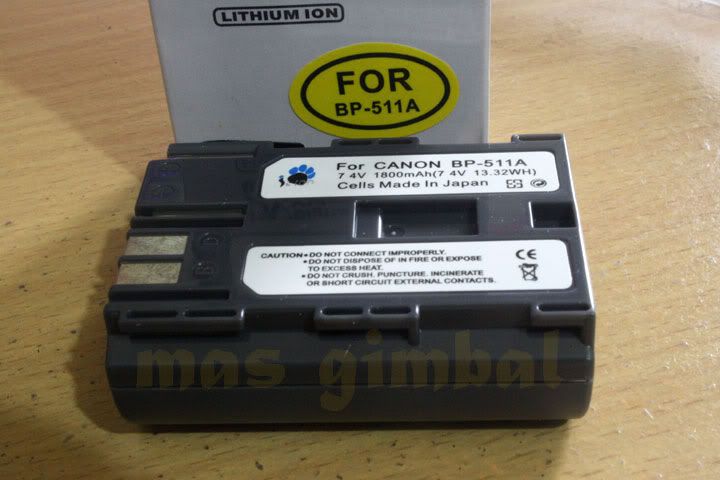 LITHIUM ION
FOR
BP-511A
For CANON BP-511A
7.4V 1800mAh(7.4V 13.32WH)
Cells Made In Japan
CAUTION•DO NOT CONNECT IMPROPERLY.
•DO NOT DISPOSE OF IN FIRE OR EXPOSE
TO EXCESS HEAT.
•DO NOT CRUSH. PUNCTURE. INCINERATE
OR SHORT CIRCUIT EXTERNAL CONTACTS.
CE
mas gimbal